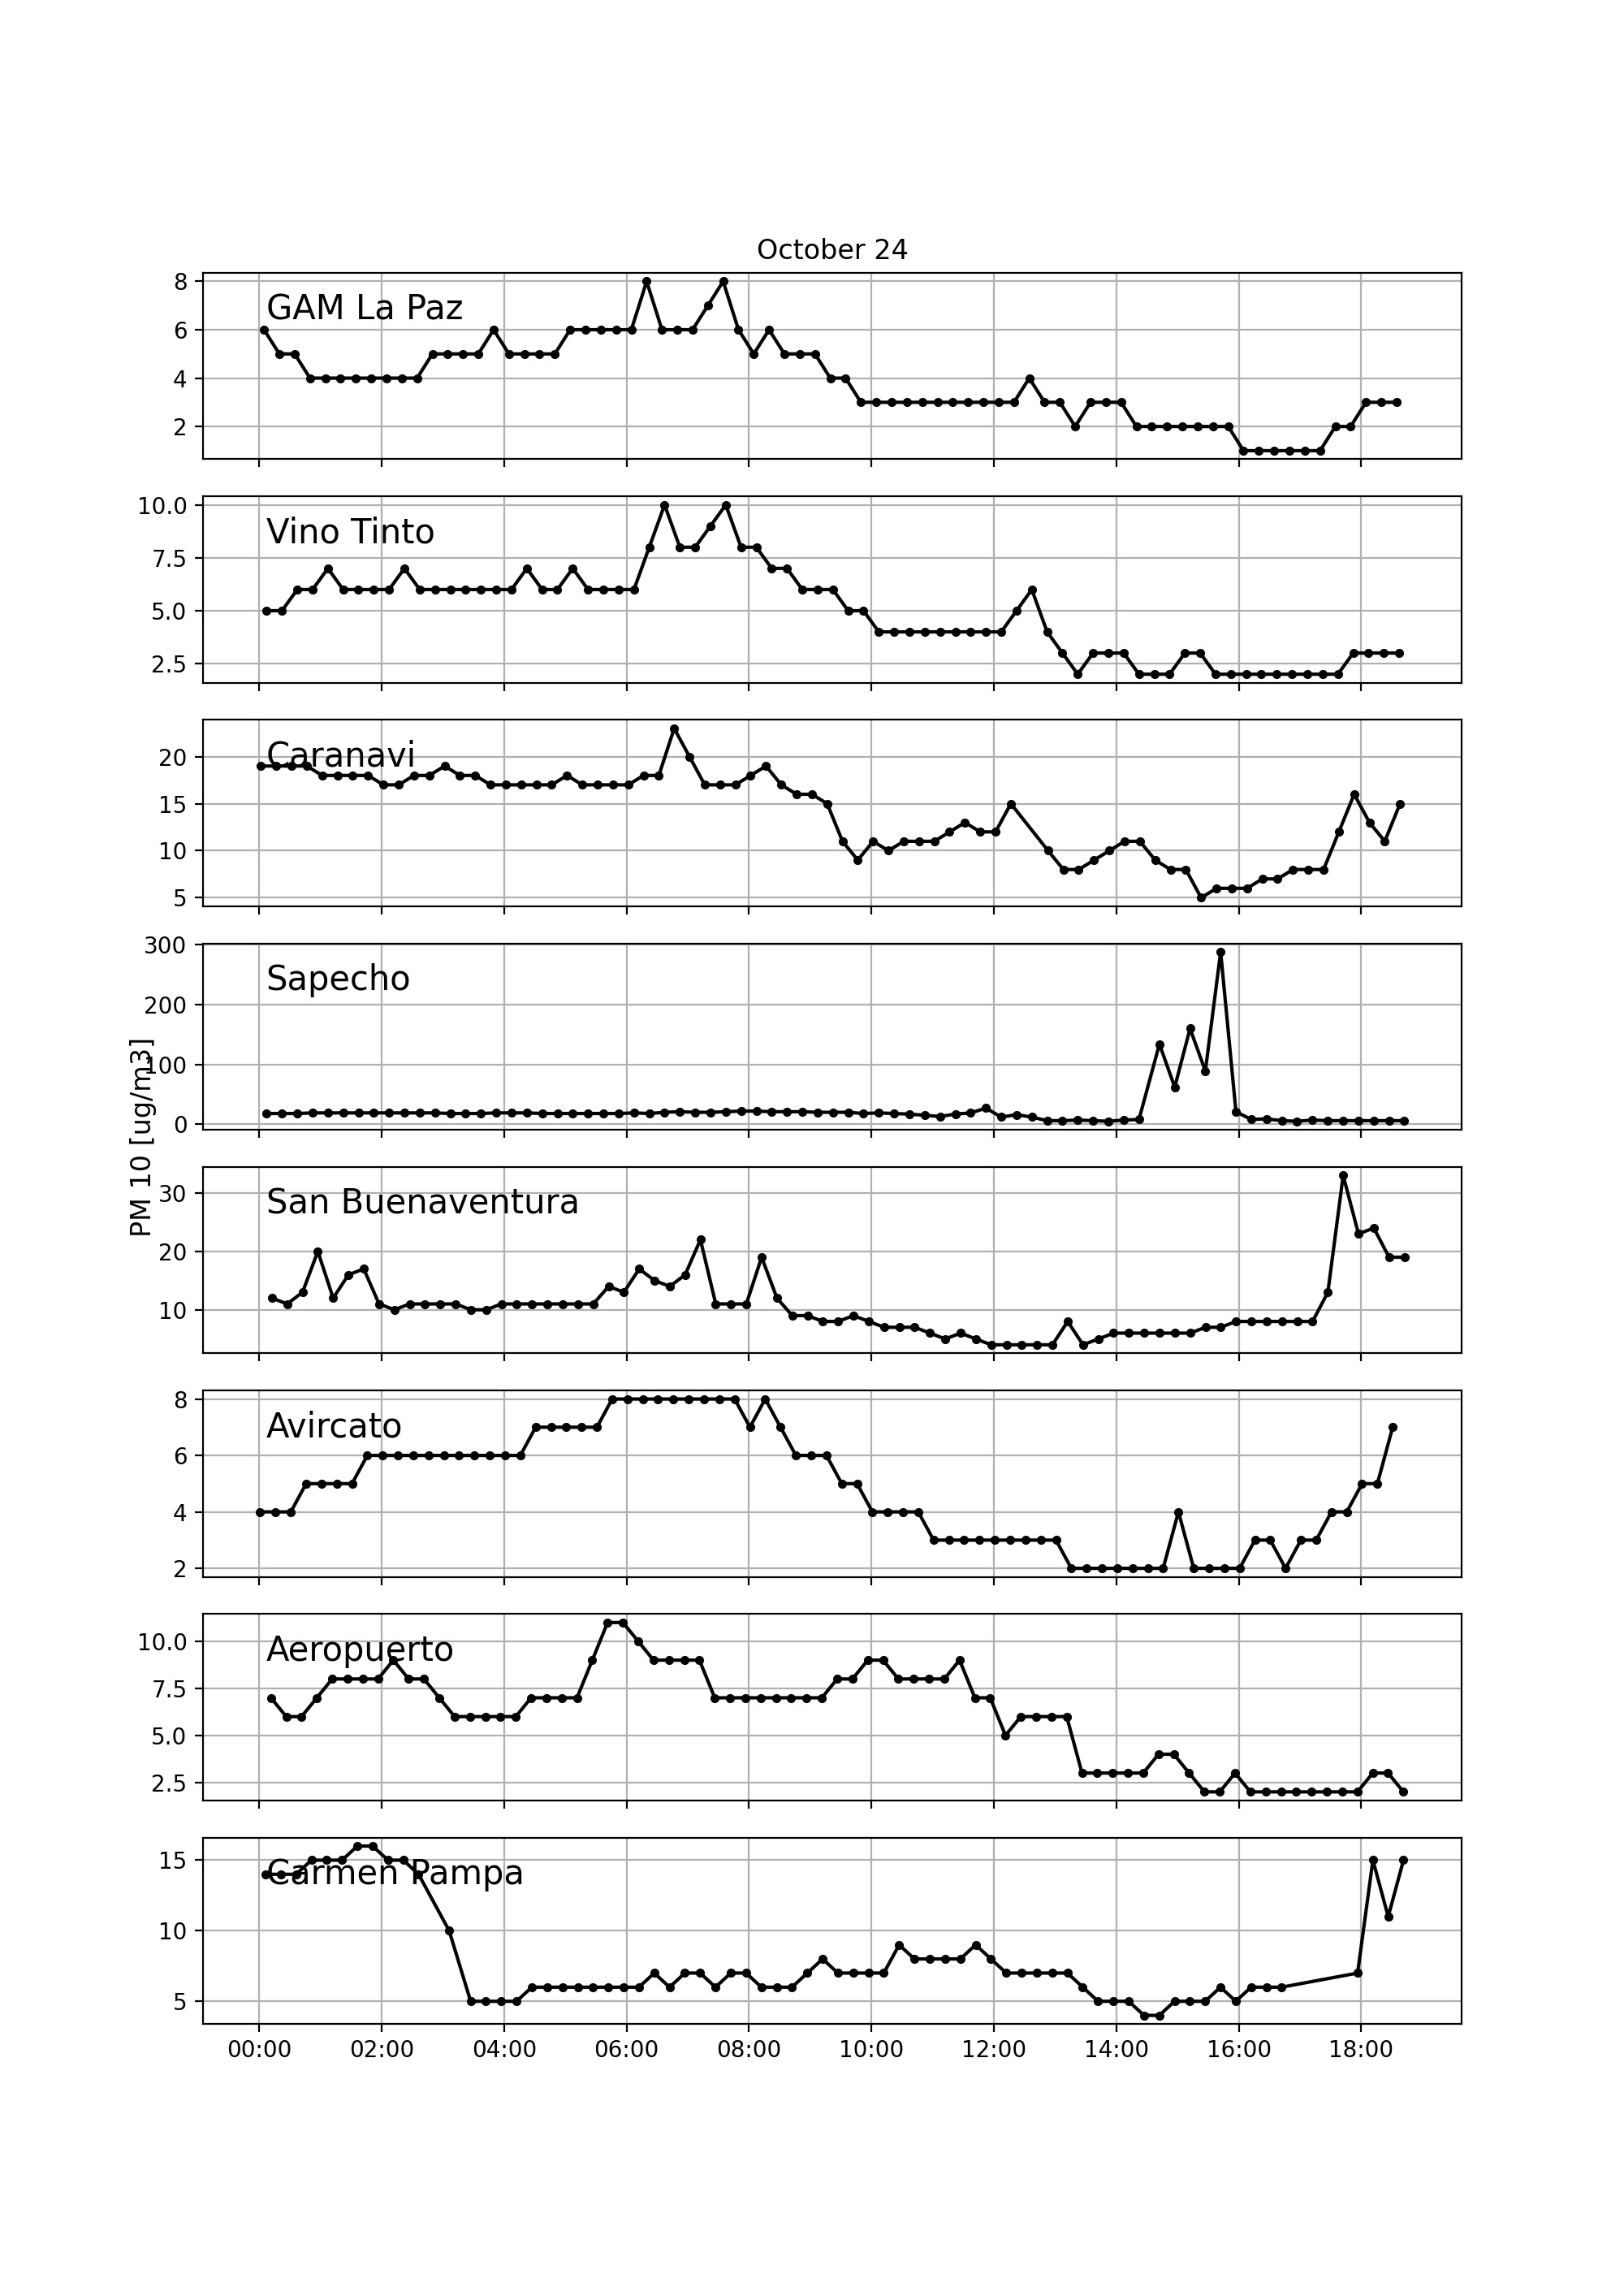 October 24
8
GAM La Paz
6
4
2
10.0
Vino Tinto
7.5
5.0
2.5
20
Caranavi
15
10
5
300
Sapecho
200
100
0
PM 10 [ug/m3]
30
San Buenaventura
20
10
8
Avircato
6
4
2
10.0
Aeropuerto
7.5
5.0
2.5
15
Carmen Pampa
10
5
00:00 02:00 04:00 06:00 08:00 10:00 12:00 14:00 16:00 18:00